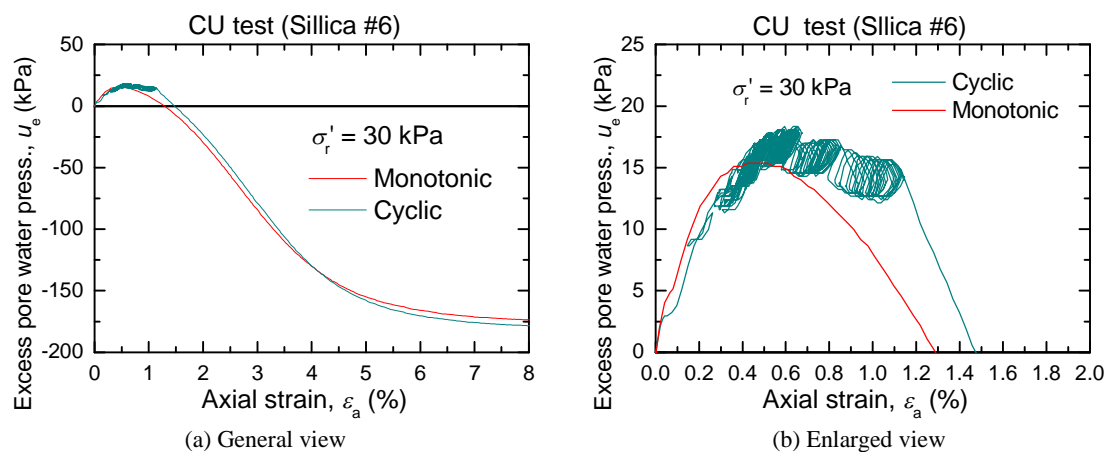 CU test (Sillica #6)
50
0
-50
-100
-150
-200
Excess pore water press., uₑ (kPa)
σᵣ' = 30 kPa
Monotonic
Cyclic
0 1 2 3 4 5 6 7 8
Axial strain, εₐ (%)
(a) General view
CU test (SIlica #6)
25
20
15
10
5
0
Excess pore water press., uₑ (kPa)
σᵣ' = 30 kPa
Cyclic
Monotonic
0.0 0.2 0.4 0.6 0.8 1.0 1.2 1.4 1.6 1.8 2.0
Axial strain, εₐ (%)
(b) Enlarged view